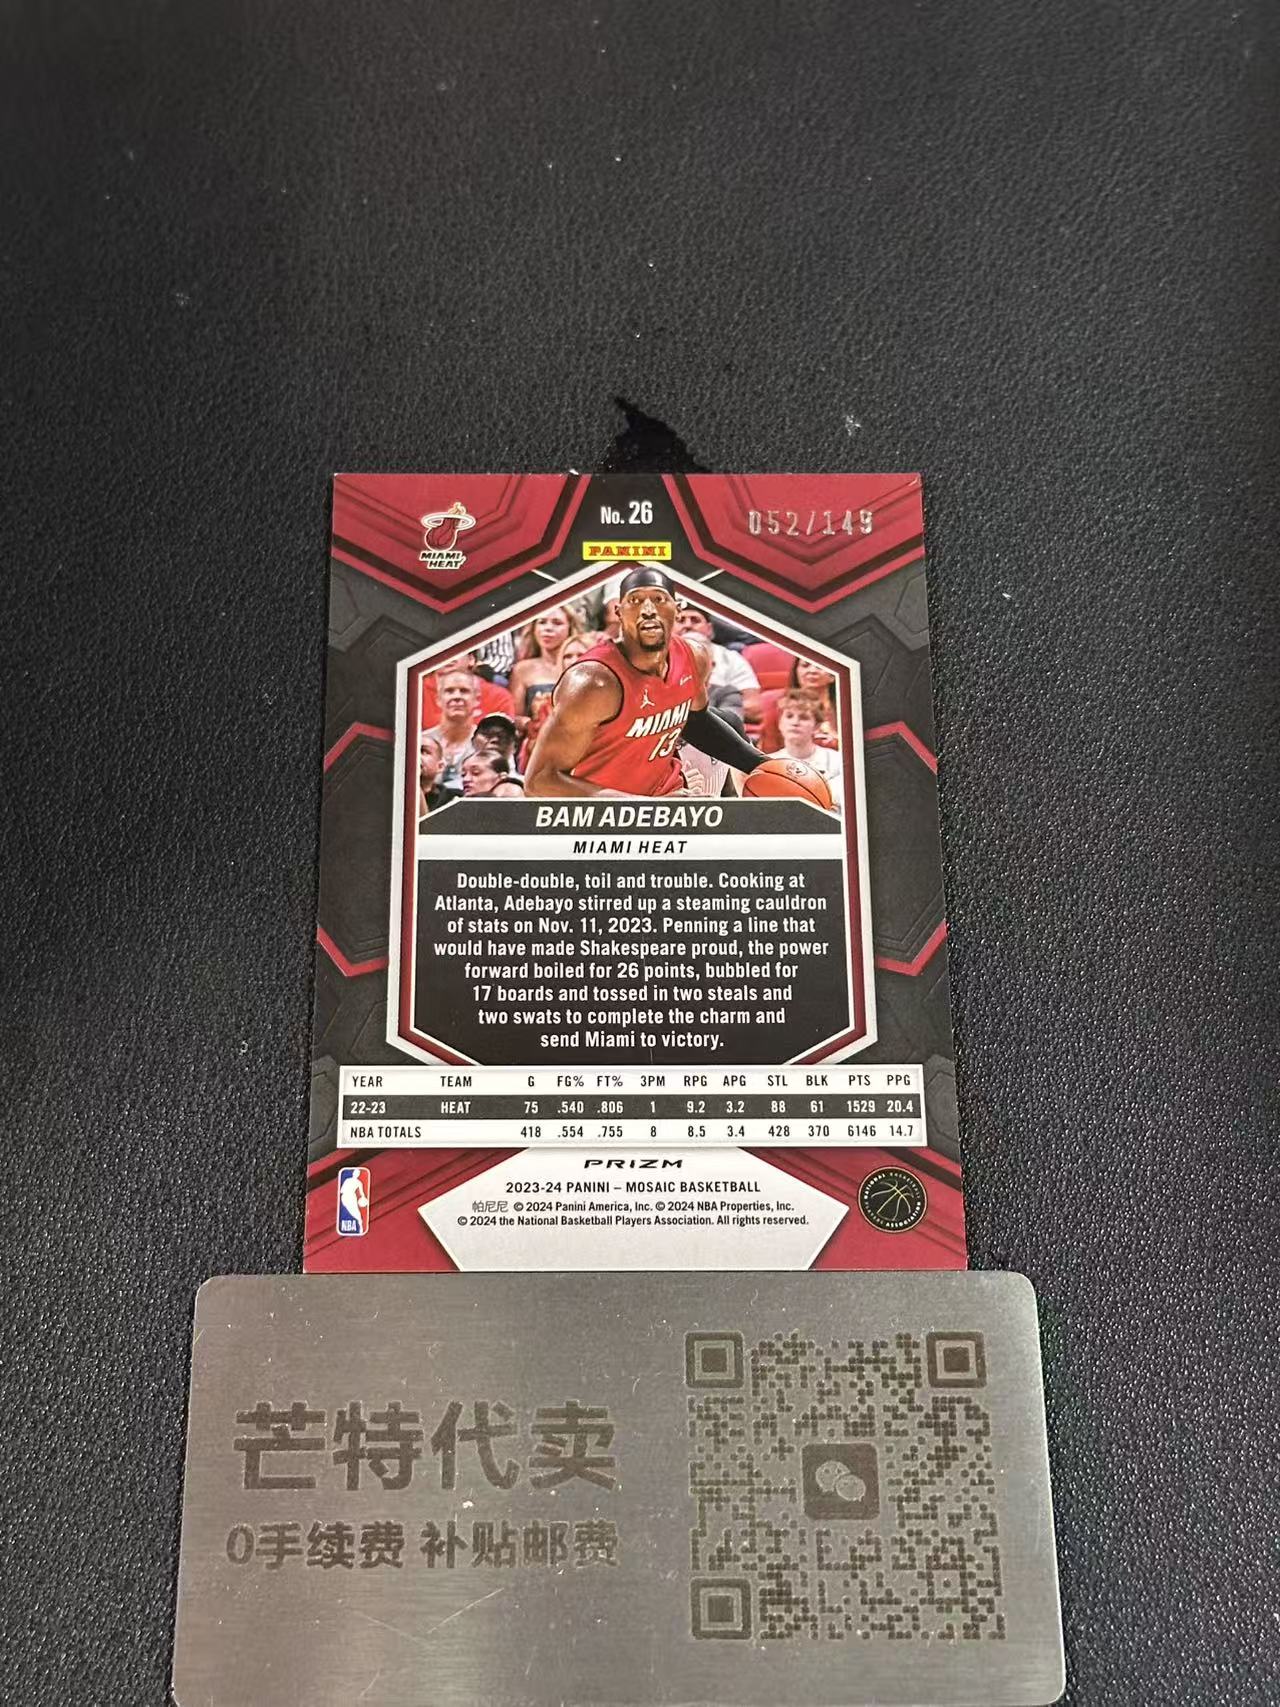 No. 26
052/149
MIAMI
HEAT
PANINI
MIAMI
13
BAM ADEBAYO
MIAMI HEAT
Double-double, toil and trouble. Cooking at
Atlanta, Adebayo stirred up a steaming cauldron
of stats on Nov. 11, 2023. Penning a line that
would have made Shakespeare proud, the power
forward boiled for 26 points, bubbled for
17 boards and tossed in two steals and
two swats to complete the charm and
send Miami to victory.
YEAR TEAM G FG% FT% 3PM RPG APG STL BLK PTS PPG
22-23 HEAT 75 .540 .806 1 9.2 3.2 88 61 1529 20.4
NBA TOTALS 418 .554 .755 8 8.5 3.4 428 370 6146 14.7
PRIZM
2023-24 PANINI – MOSAIC BASKETBALL
帕尼尼 © 2024 Panini America, Inc. © 2024 NBA Properties, Inc.
© 2024 the National Basketball Players Association. All rights reserved.
NBA
NATIONAL BASKETBALL
PLAYERS ASSOCIATION
芒特代卖
0手续费 补贴邮费